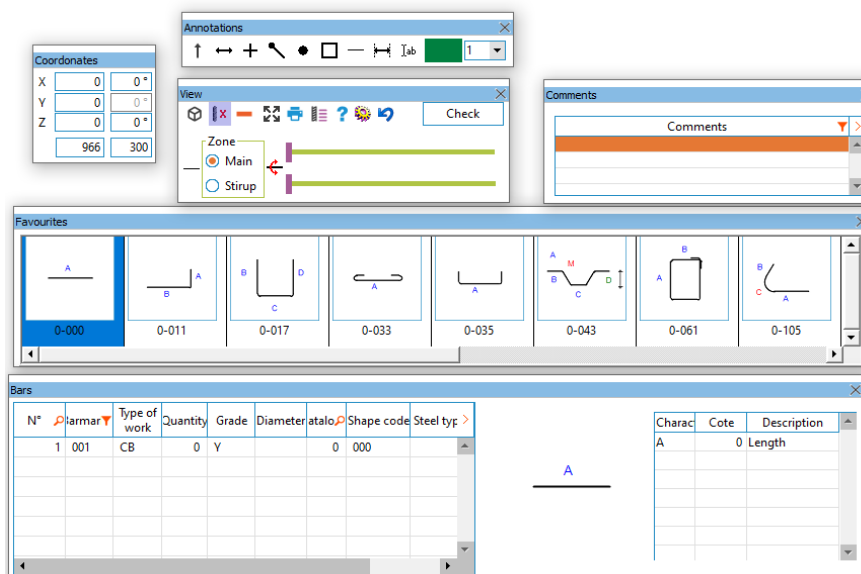 Annotations
1
Coordonates
X 0 0 °
Y 0 0 °
Z 0 0 °
966 300
View
Check
Zone
Main
Stirup
Comments
Comments
Favourites
A
A
B
B
D
C
A
A
A
M
B
D
C
B
A
B
C
A
0-000
0-011
0-017
0-033
0-035
0-043
0-061
0-105
Bars
N° Barmar Type of work Quantity Grade Diameter atalo Shape code Steel typ
1 001 CB 0 Y 0 000
A
Charac Cote Description
A 0 Length